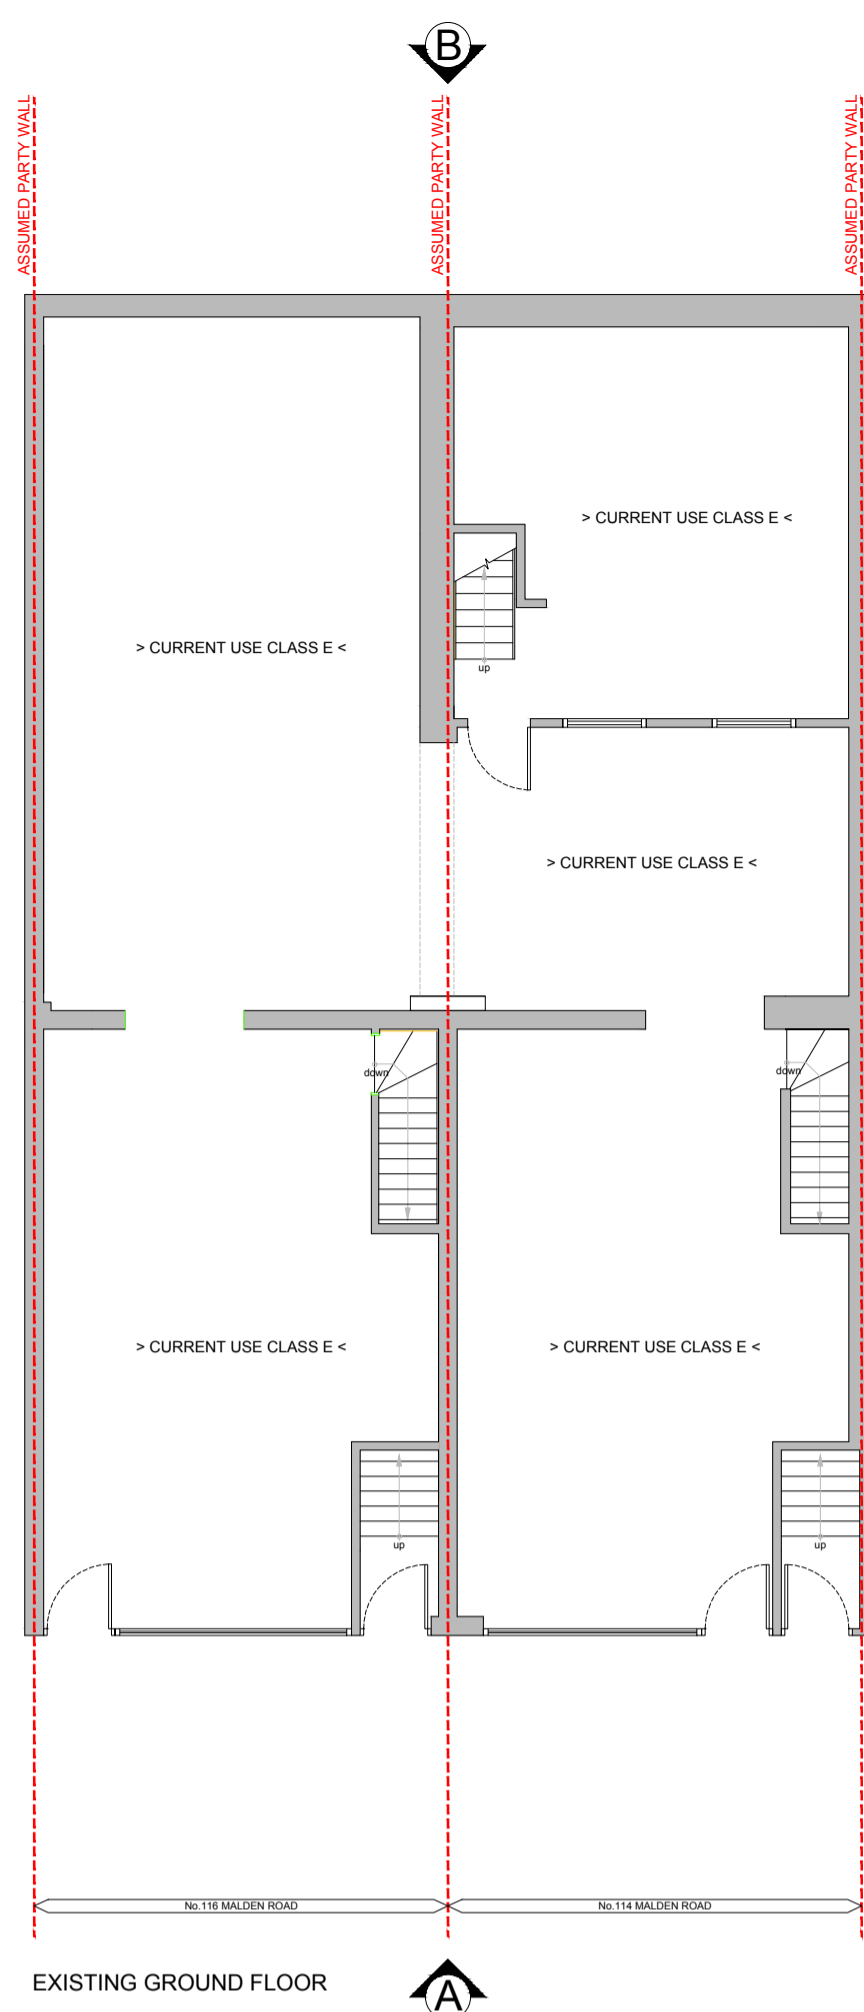 B
ASSUMED PARTY WALL
ASSUMED PARTY WALL
ASSUMED PARTY WALL
> CURRENT USE CLASS E <
> CURRENT USE CLASS E <
up
> CURRENT USE CLASS E <
down
down
> CURRENT USE CLASS E <
> CURRENT USE CLASS E <
up
up
No.116 MALDEN ROAD
No.114 MALDEN ROAD
EXISTING GROUND FLOOR
A